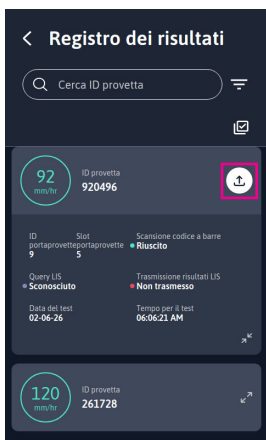 Registro dei risultati
Cerca ID provetta
92
mm/hr
ID provetta
920496
ID portaprovette
9
Slot portaprovette
5
Scansione codice a barre
Riuscito
Query LIS
Sconosciuto
Trasmissione risultati LIS
Non trasmesso
Data del test
02-06-26
Tempo per il test
06:06:21 AM
120
mm/hr
ID provetta
261728